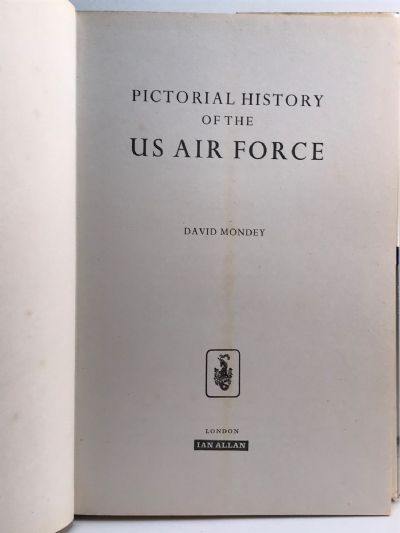 PICTORIAL HISTORY
OF THE
US AIR FORCE
DAVID MONDEY
LONDON
IAN ALLAN